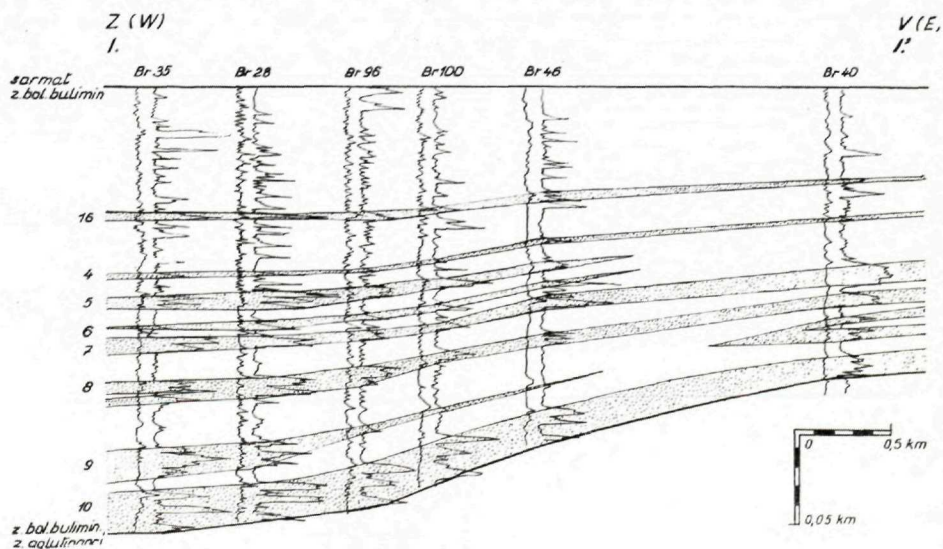 Z (W)
V (E,
I.
I'
Br 35
Br 28
Br 96
Br 100
Br 46
Br 40
sarmat
z. bol. bulimin
16
4
5
6
7
8
9
10
z. bol. bulimin,
z. aglutinanci
0
0,5 km
0,05 km